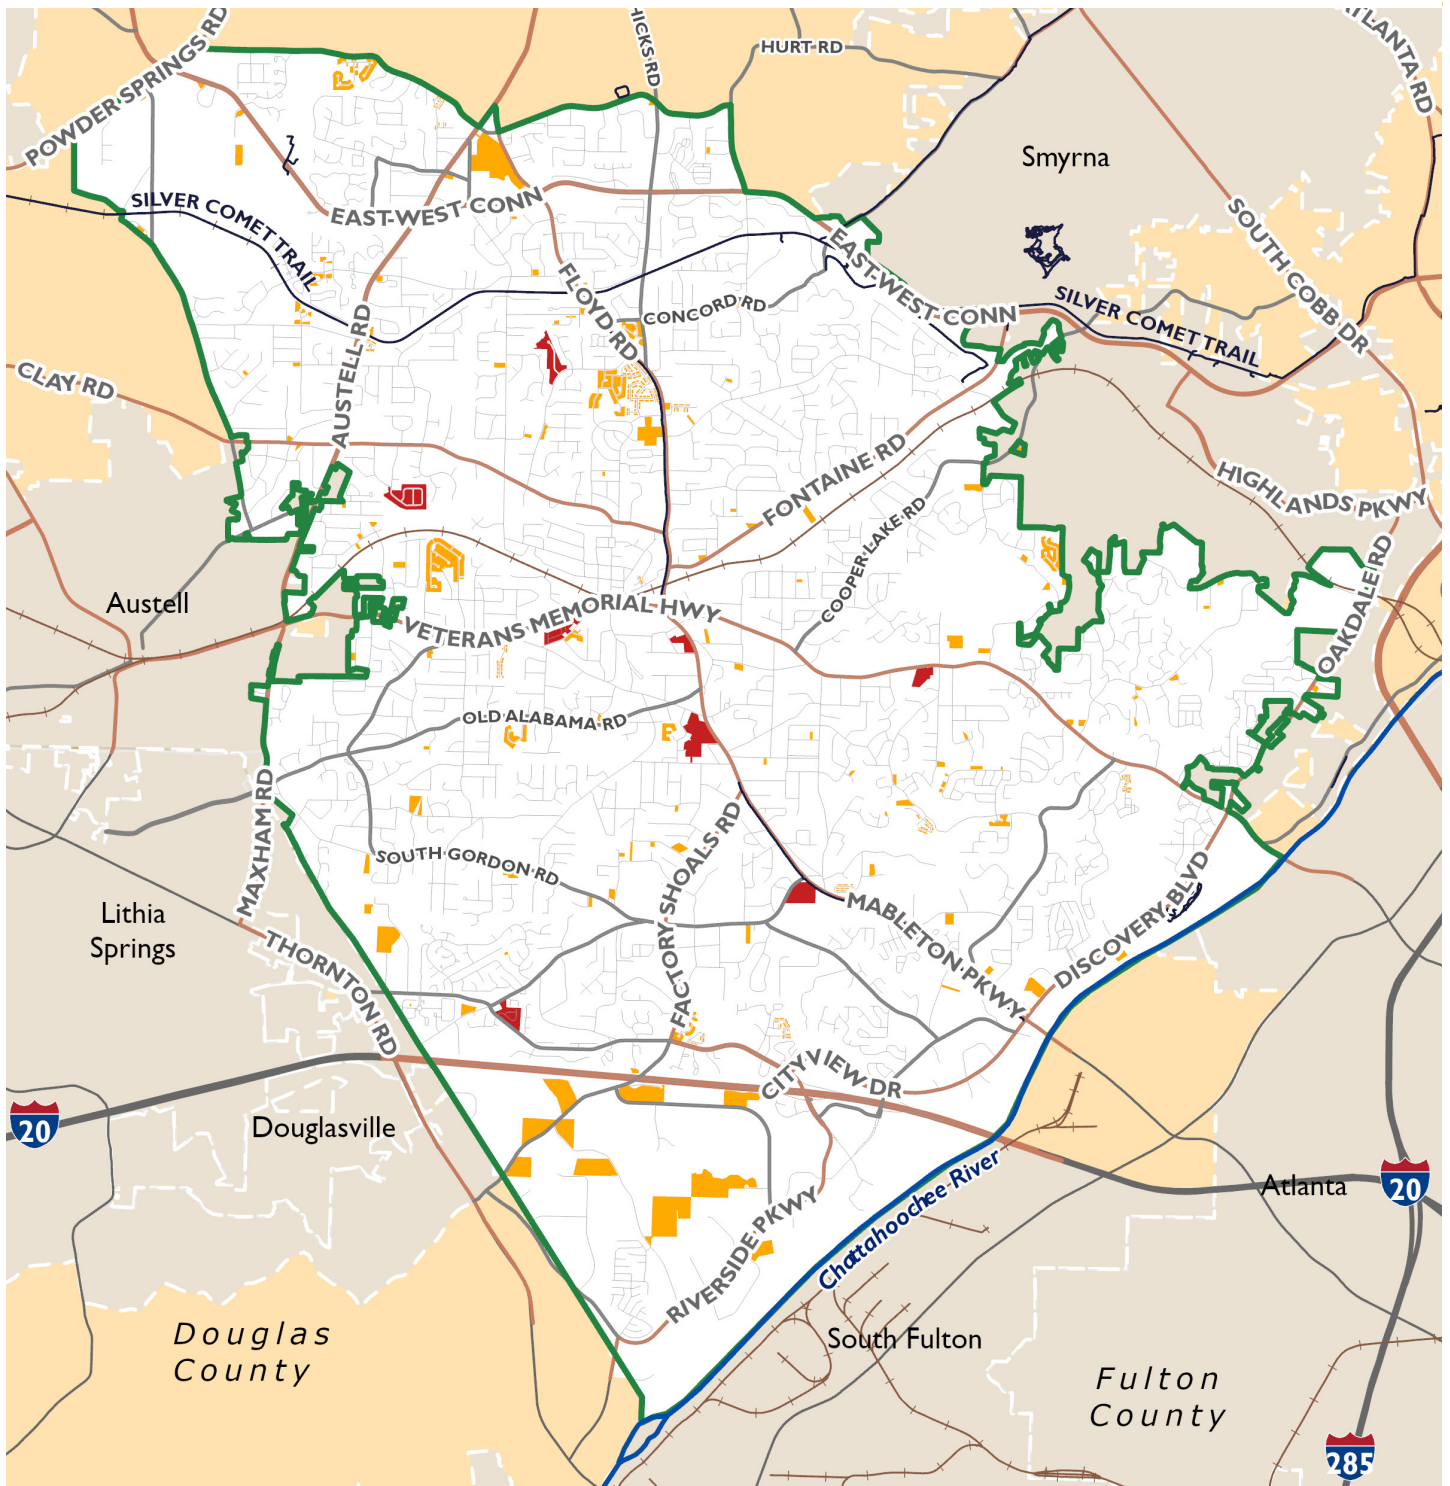 POWDER SPRINGS RD
HICKS RD
HURT RD
ATLANTA RD
Smyrna
SILVER COMET TRAIL
EAST-WEST CONN
SOUTH COBB DR
EAST-WEST CONN
FLOYD RD
CONCORD RD
SILVER COMET TRAIL
AUSTELL RD
CLAY RD
FONTAINE RD
HIGHLANDS PKWY
COOPER LAKE RD
OAKDALE RD
Austell
VETERANS MEMORIAL HWY
OLD ALABAMA RD
MAXHAM RD
FACTORY SHOALS RD
SOUTH GORDON RD
DISCOVERY BLVD
Lithia
Springs
MABLETON PKWY
THORNTON RD
CITYVIEW DR
20
Douglasville
Chattahoochee River
Atlanta
20
RIVERSIDE PKWY
Douglas
County
South Fulton
Fulton
County
285